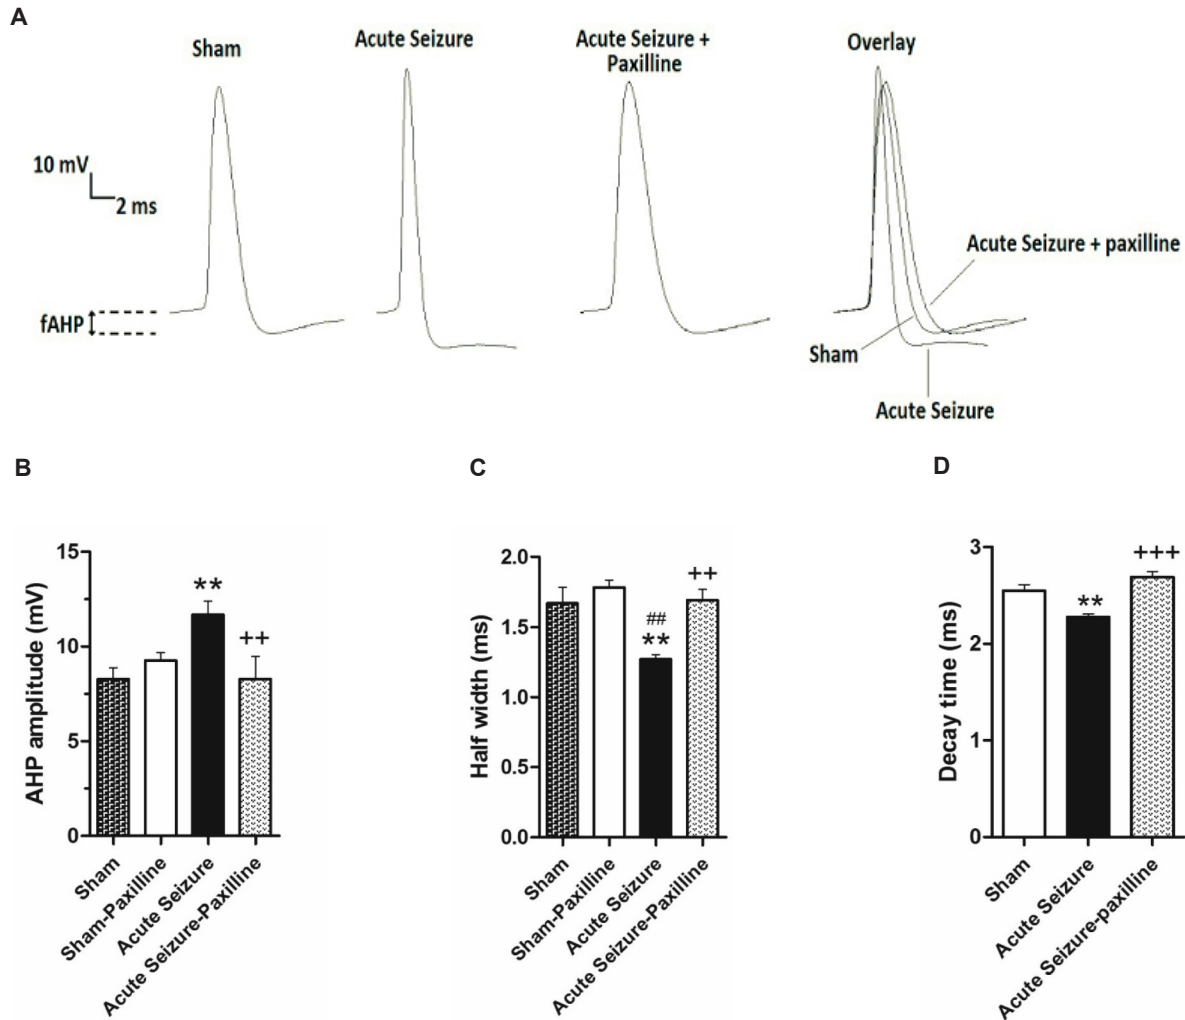 A
Sham
Acute Seizure
Acute Seizure +
Paxilline
Overlay
10 mV
2 ms
fAHP
Acute Seizure + paxilline
Sham
Acute Seizure
B
AHP amplitude (mV)
15
10
5
0
**
++
Sham
Sham-Paxilline
Acute Seizure
Acute Seizure-Paxilline
C
Half width (ms)
2.0
1.5
1.0
0.5
0.0
##
**
++
Sham
Sham-Paxilline
Acute Seizure
Acute Seizure-Paxilline
D
Decay time (ms)
3
2
1
0
**
+++
Sham
Acute Seizure
Acute Seizure-paxilline